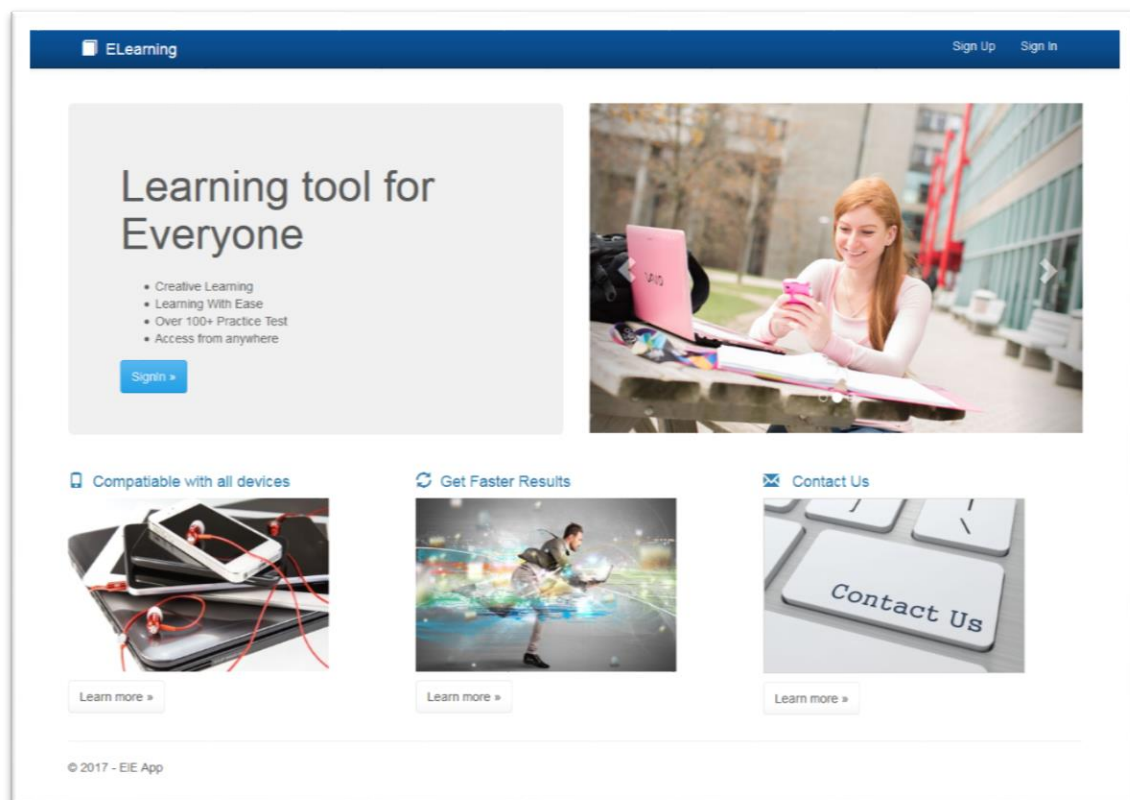 ELearning
Sign Up
Sign In
Learning tool for
Everyone
Creative Learning
Learning With Ease
Over 100+ Practice Test
Access from anywhere
SignIn »
VAIO
Compatiable with all devices
Get Faster Results
Contact Us
Contact Us
Learn more »
Learn more »
Learn more »
© 2017 - EIE App